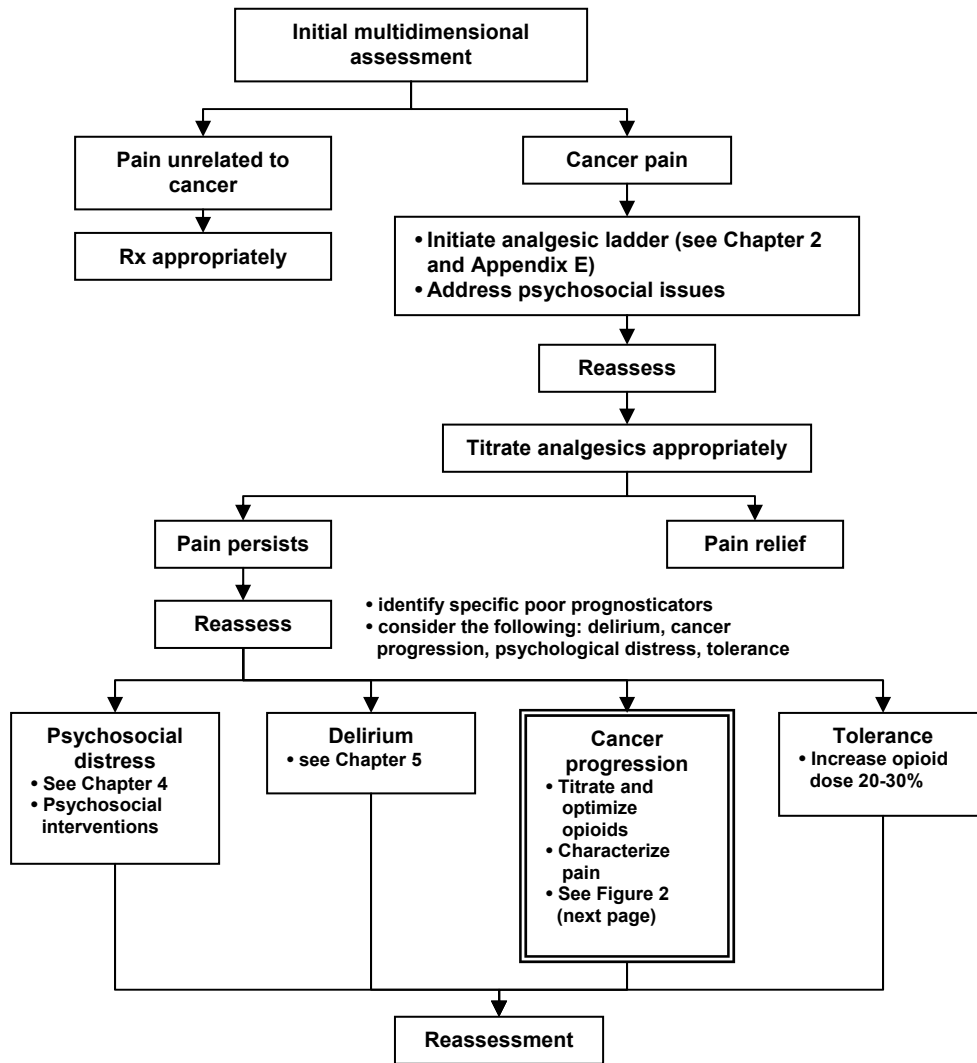 Initial multidimensional
assessment
Pain unrelated to
cancer
Cancer pain
Rx appropriately
• Initiate analgesic ladder (see Chapter 2
and Appendix E)
• Address psychosocial issues
Reassess
Titrate analgesics appropriately
Pain persists
Pain relief
Reassess
• identify specific poor prognosticators
• consider the following: delirium, cancer
progression, psychological distress, tolerance
Psychosocial
distress
• See Chapter 4
• Psychosocial
interventions
Delirium
• see Chapter 5
Cancer
progression
• Titrate and
optimize
opioids
• Characterize
pain
• See Figure 2
(next page)
Tolerance
• Increase opioid
dose 20-30%
Reassessment